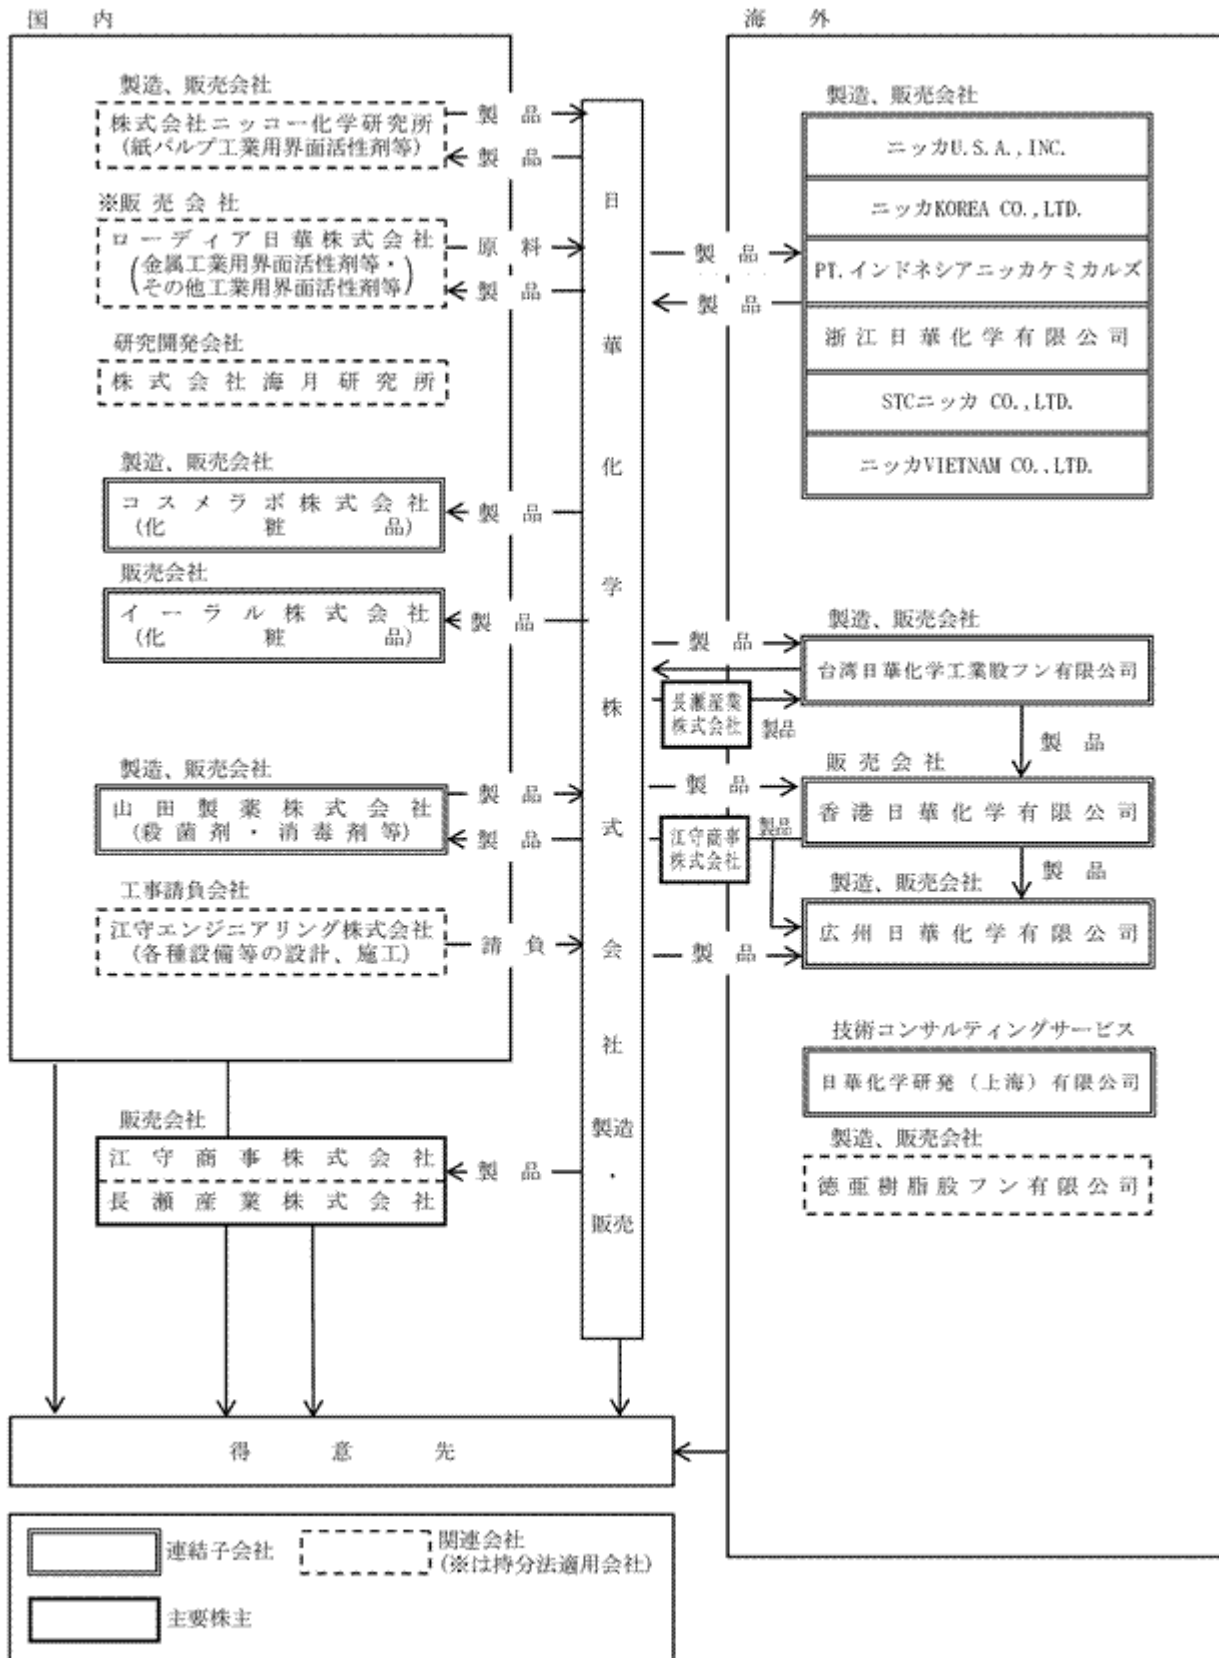 国　内
製造、販売会社
株式会社ニッコー化学研究所
(紙パルプ工業用界面活性剤等)
製　品
製　品
※販 売 会 社
ローディア日華株式会社
(金属工業用界面活性剤等・
その他工業用界面活性剤等)
原　料
製　品
研究開発会社
株式会社海月研究所
製造、販売会社
コスメラボ株式会社
(化　粧　品)
製　品
販売会社
イーラル株式会社
(化　粧　品)
製　品
製造、販売会社
山田製薬株式会社
(殺菌剤・消毒剤等)
製　品
製　品
工事請負会社
江守エンジニアリング株式会社
(各種設備等の設計、施工)
請　負
販売会社
江守商事株式会社
長瀬産業株式会社
製　品
日華化学株式会社
製造
・
販売
海　外
製造、販売会社
ニッカU.S.A.,INC.
ニッカKOREA CO.,LTD.
PT.インドネシアニッカケミカルズ
浙江日華化学有限公司
STCニッカ CO.,LTD.
ニッカVIETNAM CO.,LTD.
製　品
製　品
製造、販売会社
台湾日華化学工業股フン有限公司
製　品
長瀬産業
株式会社
製品
製　品
販 売 会 社
香港日華化学有限公司
製　品
江守商事
株式会社
製品
製　品
製造、販売会社
広州日華化学有限公司
製　品
技術コンサルティングサービス
日華化学研発（上海）有限公司
製造、販売会社
徳亜樹脂股フン有限公司
得　意　先
連結子会社
関連会社
(※は持分法適用会社)
主要株主